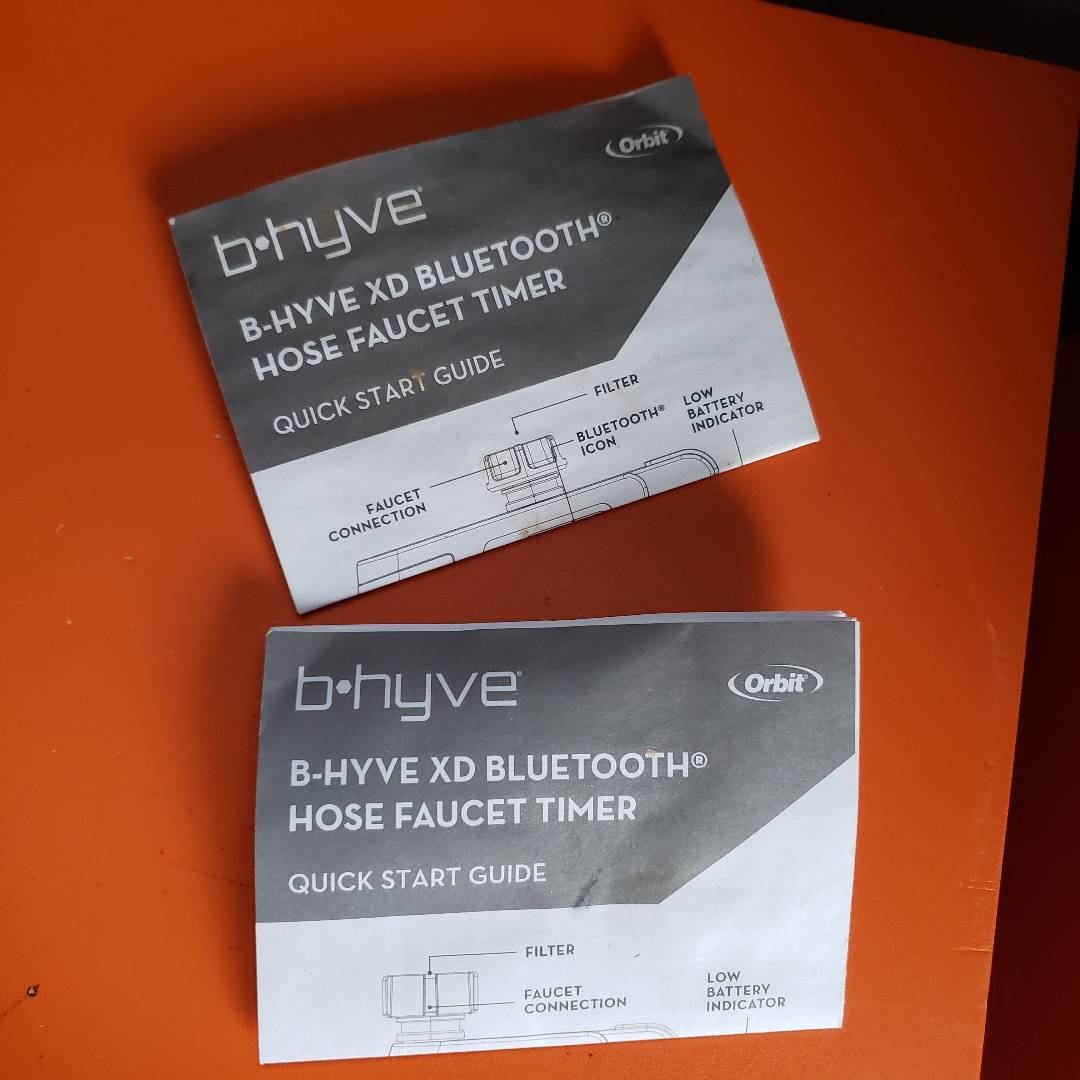 Orbit
b•hyve®
B-HYVE XD BLUETOOTH®
HOSE FAUCET TIMER
QUICK START GUIDE
FILTER
BLUETOOTH®
ICON
LOW
BATTERY
INDICATOR
FAUCET
CONNECTION
b•hyve®
Orbit®
B-HYVE XD BLUETOOTH®
HOSE FAUCET TIMER
QUICK START GUIDE
FILTER
FAUCET
CONNECTION
LOW
BATTERY
INDICATOR